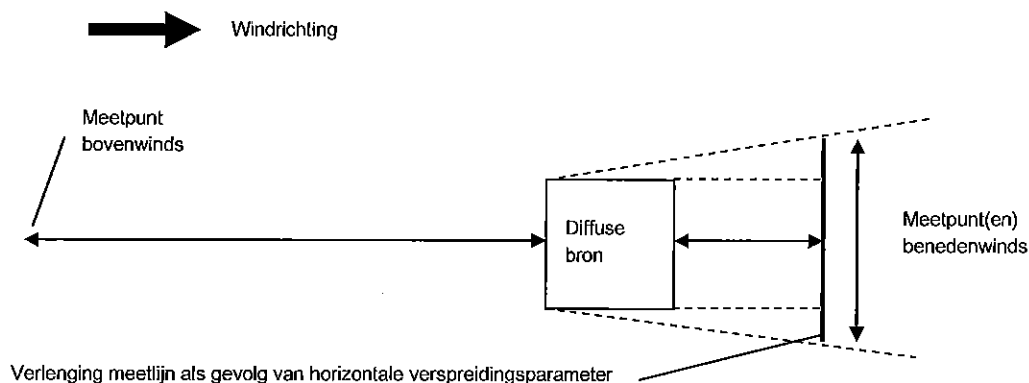 Windrichting
Meetpunt
bovenwinds
Diffuse
bron
Meetpunt(en)
benedenwinds
Verlenging meetlijn als gevolg van horizontale verspreidingsparameter